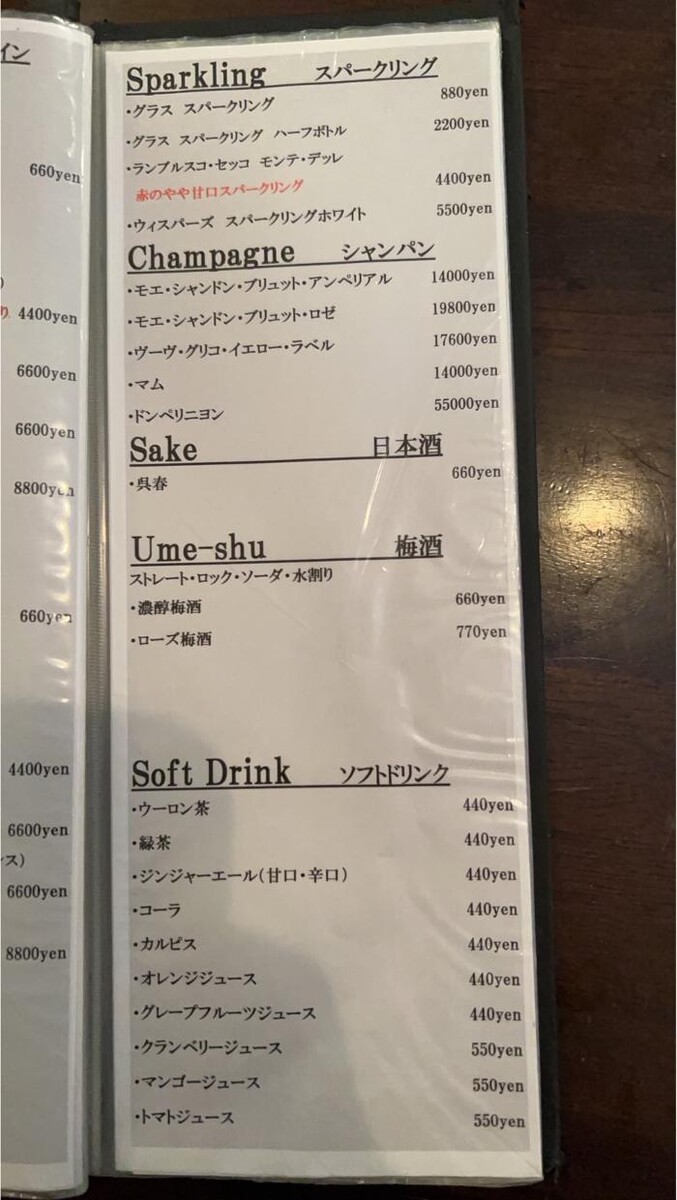 イン
660yen
)
り 4400yen
6600yen
6600yen
8800yen
660yen
4400yen
6600yen
ス)
6600yen
8800yen
Sparkling スパークリング
・グラス スパークリング 880yen
・グラス スパークリング ハーフボトル 2200yen
・ランブルスコ・セッコ モンテ・デッレ
赤のやや甘口スパークリング 4400yen
・ウィスパーズ スパークリングホワイト 5500yen
Champagne シャンパン
・モエ・シャンドン・ブリュット・アンペリアル 14000yen
・モエ・シャンドン・ブリュット・ロゼ 19800yen
・ヴーヴ・グリコ・イエロー・ラベル 17600yen
・マム 14000yen
・ドンペリニヨン 55000yen
Sake 日本酒
・呉春 660yen
Ume-shu 梅酒
ストレート・ロック・ソーダ・水割り
・濃醇梅酒 660yen
・ローズ梅酒 770yen
Soft Drink ソフトドリンク
・ウーロン茶 440yen
・緑茶 440yen
・ジンジャーエール(甘口・辛口) 440yen
・コーラ 440yen
・カルピス 440yen
・オレンジジュース 440yen
・グレープフルーツジュース 440yen
・クランベリージュース 550yen
・マンゴージュース 550yen
・トマトジュース 550yen